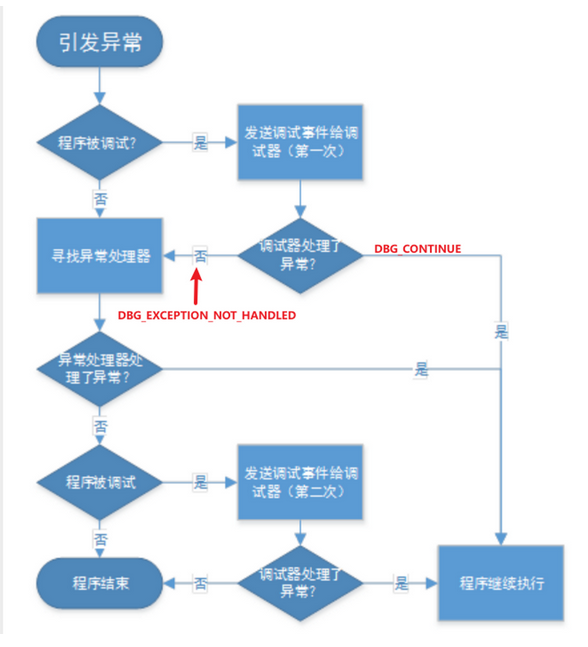 引发异常
程序被调试?
是
发送调试事件给调
试器（第一次）
否
寻找异常处理器
否
调试器处理了
异常?
DBG_CONTINUE
DBG_EXCEPTION_NOT_HANDLED
是
异常处理器处
理了异常?
是
否
程序被调试
是
发送调试事件给调
试器（第二次）
否
程序结束
否
调试器处理了
异常?
是
程序继续执行